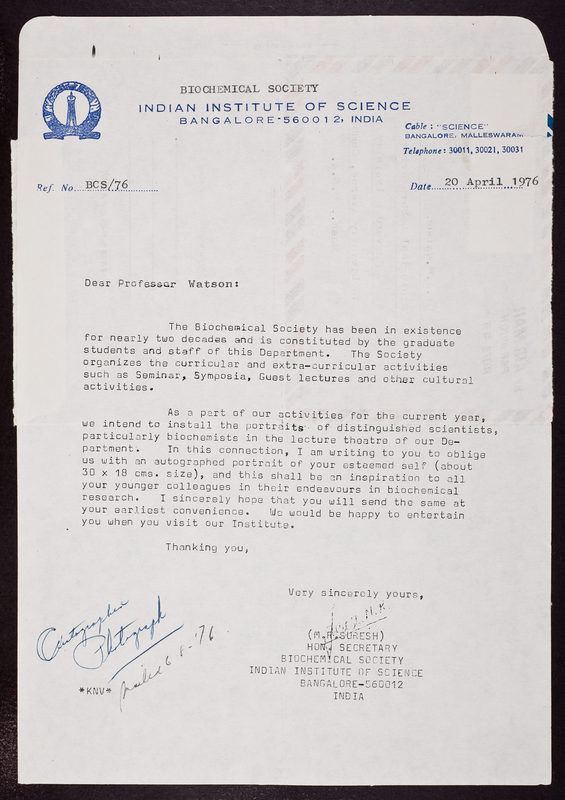 BIOCHEMICAL SOCIETY
INDIAN INSTITUTE OF SCIENCE
BANGALORE-560012, INDIA
Cable : "SCIENCE"
BANGALORE, MALLESWARAM
Telephone : 30011, 30021, 30031
Ref. No. BCS/76
Date 20 April 1976
Dear Professor Watson:
The Biochemical Society has been in existence
for nearly two decades and is constituted by the graduate
students and staff of this Department. The Society
organizes the curricular and extra-curricular activities
such as Seminar, Symposia, Guest lectures and other cultural
activities.
As a part of our activities for the current year,
we intend to install the portraits of distinguished scientists,
particularly biochemists in the lecture theatre of our De-
partment. In this connection, I am writing to you to oblige
us with an autographed portrait of your esteemed self (about
30 x 18 cms. size), and this shall be an inspiration to all
your younger colleagues in their endeavours in biochemical
research. I sincerely hope that you will send the same at
your earliest convenience. We would be happy to entertain
you when you visit our Institute.
Thanking you,
Very sincerely yours,
(M.R.SURESH)
HON. SECRETARY
BIOCHEMICAL SOCIETY
INDIAN INSTITUTE OF SCIENCE
BANGALORE-560012
INDIA
Autographed
Photograph
mailed 6-8-'76
*KNV*